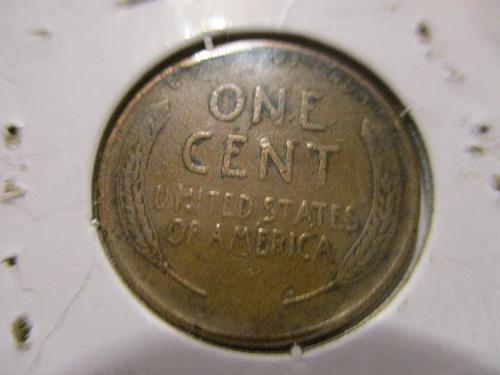 ONE
CENT
UNITED STATES
OF AMERICA